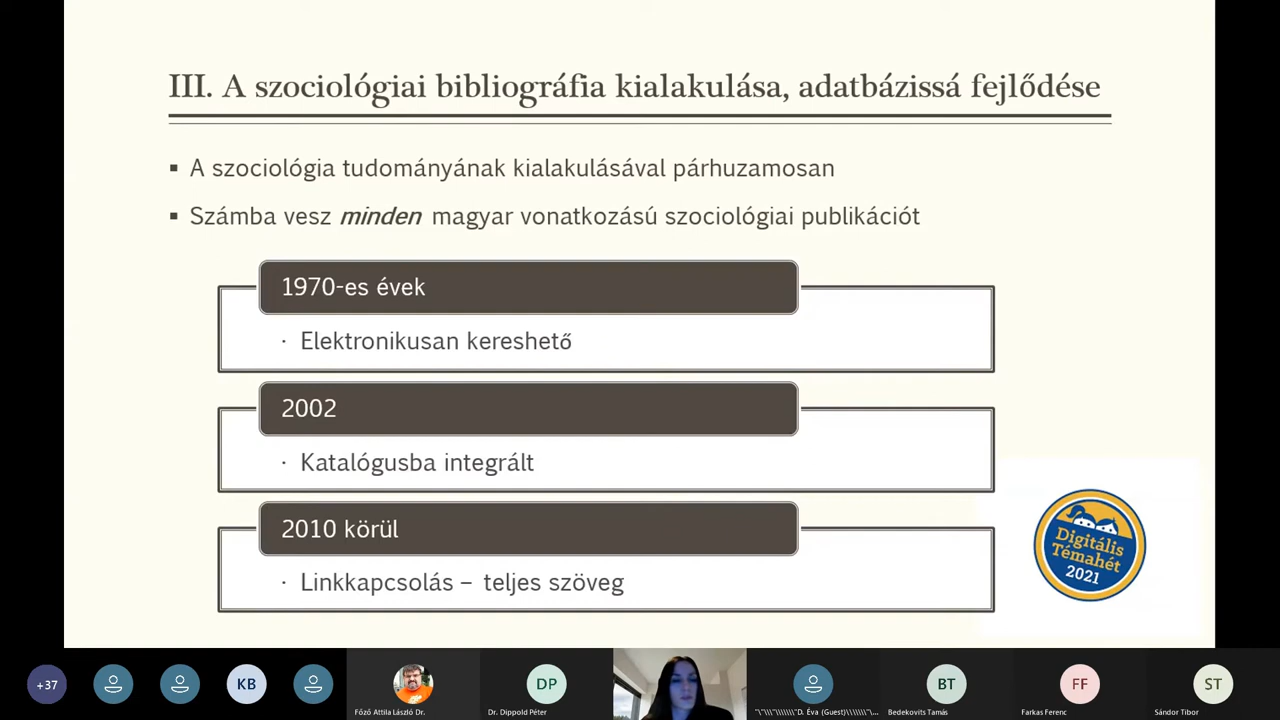 III. A szociológiai bibliográfia kialakulása, adatbázissá fejlődése
▪ A szociológia tudományának kialakulásával párhuzamosan
▪ Számba vesz minden magyar vonatkozású szociológiai publikációt
1970-es évek
· Elektronikusan kereshető
2002
· Katalógusba integrált
2010 körül
· Linkkapcsolás – teljes szöveg
Digitális
Témahét
2021
+37
KB
Főző Attila László Dr.
DP
Dr. Dippold Péter
"\"\\"\\\\\\\"D. Éva (Guest)\\\\\\\"\...
BT
Bedekovits Tamás
FF
Farkas Ferenc
ST
Sándor Tibor